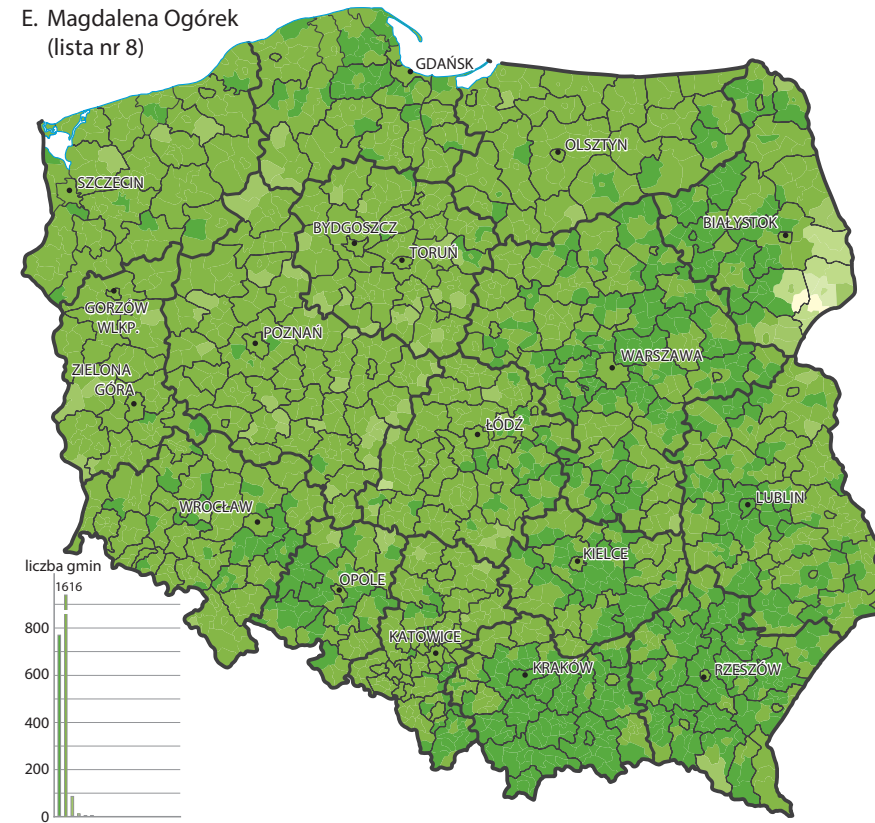 E. Magdalena Ogórek
(lista nr 8)
GDAŃSK
OLSZTYN
SZCZECIN
BIAŁYSTOK
BYDGOSZCZ
TORUŃ
GORZÓW
WLKP.
POZNAŃ
WARSZAWA
ZIELONA
GÓRA
ŁÓDŹ
LUBLIN
WROCŁAW
KIELCE
OPOLE
KATOWICE
KRAKÓW
RZESZÓW
liczba gmin
1616
800
600
400
200
0